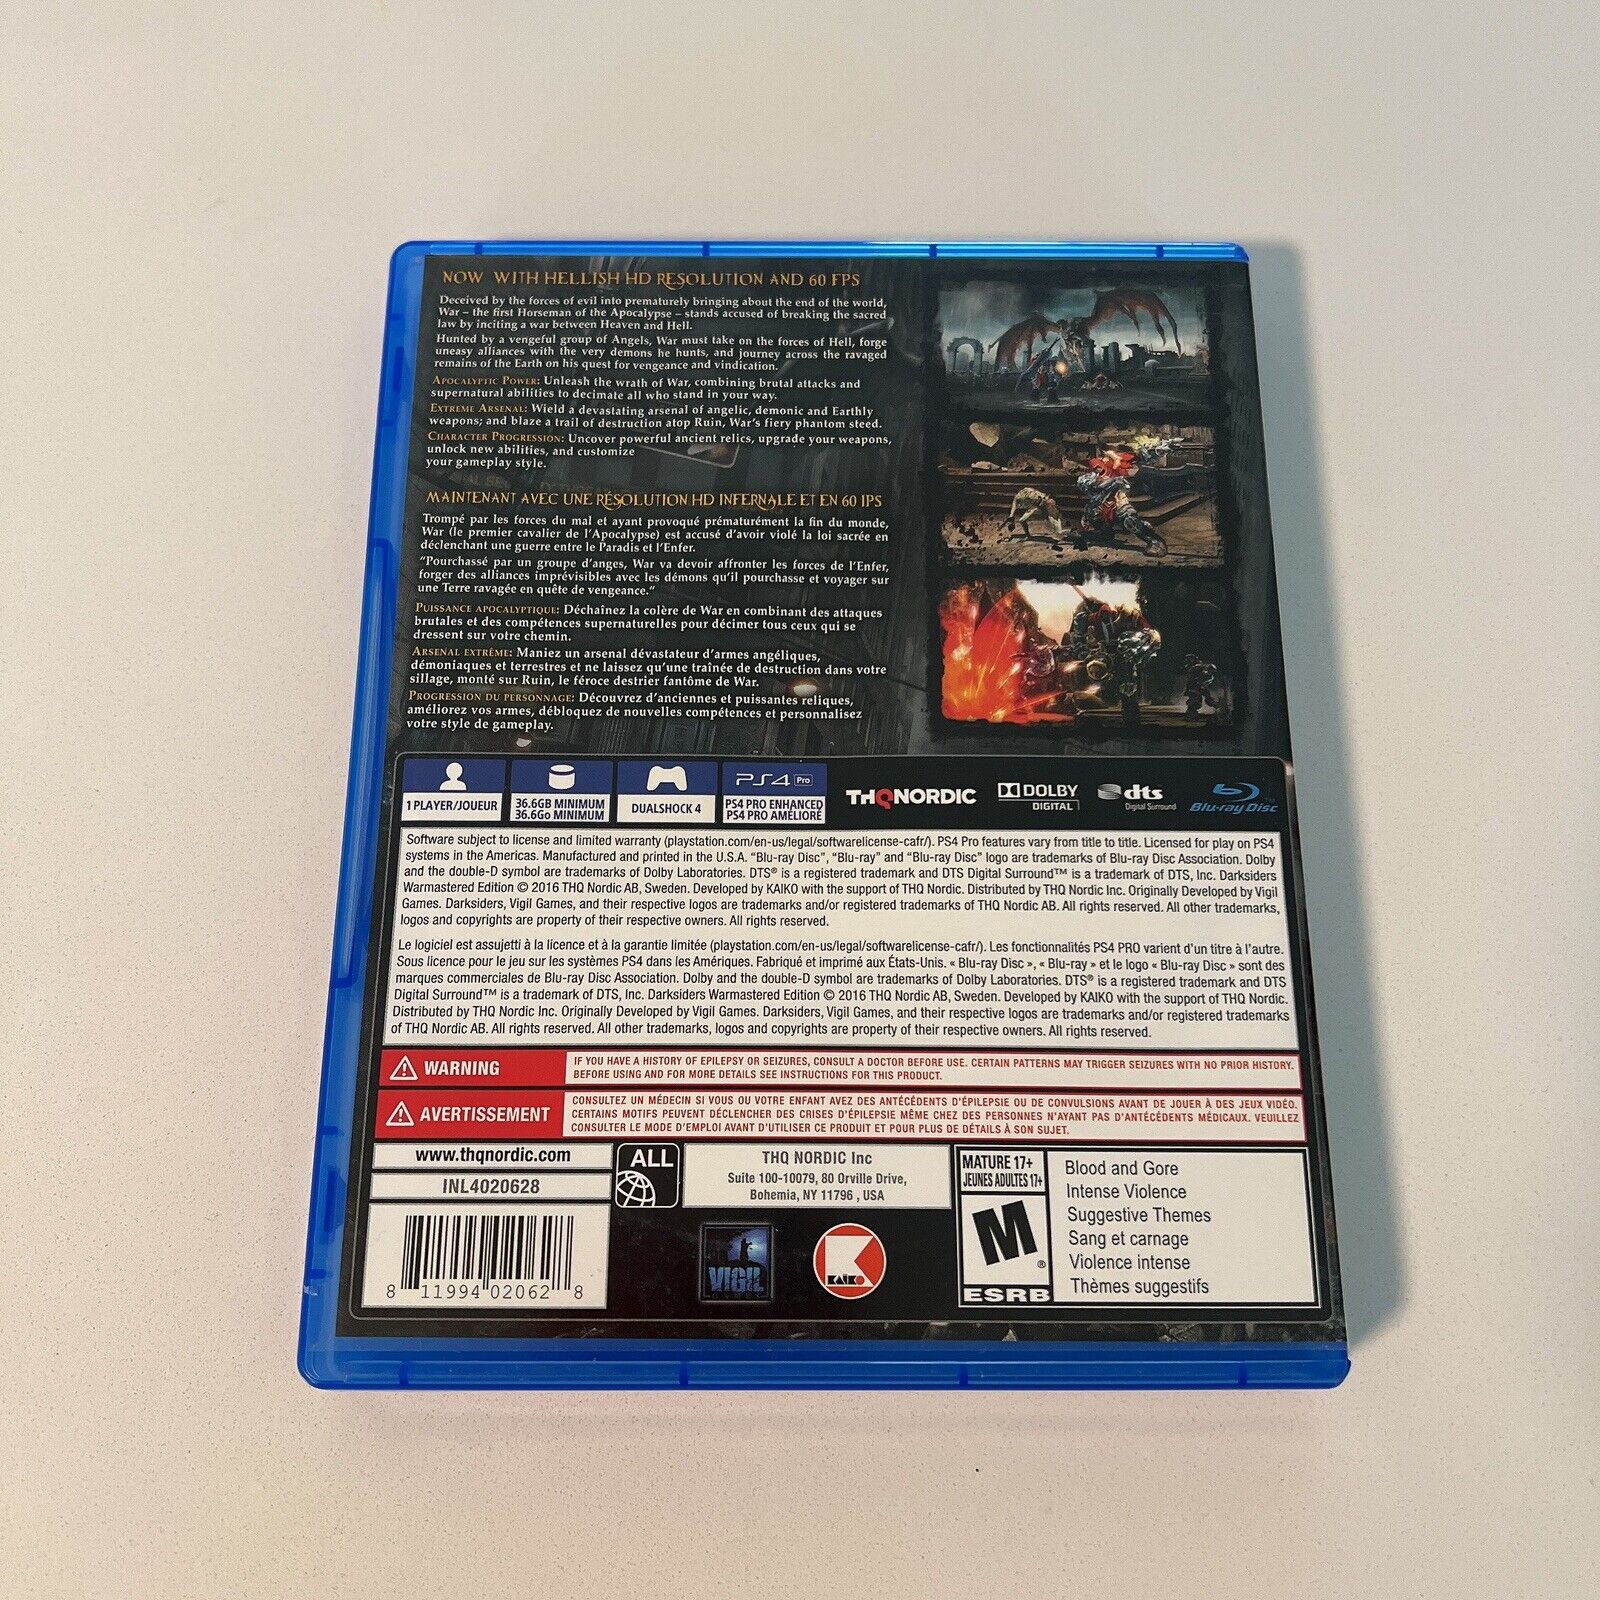 NOW WITH HELLISH HD RESOLUTION AND 60 FPS
Deceived by the forces of evil into prematurely bringing about the end of the world,
War – the first Horseman of the Apocalypse – stands accused of breaking the sacred
law by inciting a war between Heaven and Hell.
Hunted by a vengeful group of Angels, War must take on the forces of Hell, forge
uneasy alliances with the very demons he hunts, and journey across the ravaged
remains of the Earth on his quest for vengeance and vindication.
APOCALYPTIC POWER: Unleash the wrath of War, combining brutal attacks and
supernatural abilities to decimate all who stand in your way.
EXTREME ARSENAL: Wield a devastating arsenal of angelic, demonic and Earthly
weapons; and blaze a trail of destruction atop Ruin, War's fiery phantom steed.
CHARACTER PROGRESSION: Uncover powerful ancient relics, upgrade your weapons,
unlock new abilities, and customize
your gameplay style.
MAINTENANT AVEC UNE RÉSOLUTION HD INFERNALE ET EN 60 IPS
Trompé par les forces du mal et ayant provoqué prématurément la fin du monde,
War (le premier cavalier de l'Apocalypse) est accusé d'avoir violé la loi sacrée en
déclenchant une guerre entre le Paradis et l'Enfer.
"Pourchassé par un groupe d'anges, War va devoir affronter les forces de l'Enfer,
forger des alliances imprévisibles avec les démons qu'il pourchasse et voyager sur
une Terre ravagée en quête de vengeance."
PUISSANCE APOCALYPTIQUE: Déchaînez la colère de War en combinant des attaques
brutales et des compétences supernaturelles pour décimer tous ceux qui se
dressent sur votre chemin.
ARSENAL EXTRÊME: Maniez un arsenal dévastateur d'armes angéliques,
démoniaques et terrestres et ne laissez qu'une traînée de destruction dans votre
sillage, monté sur Ruin, le féroce destrier fantôme de War.
PROGRESSION DU PERSONNAGE: Découvrez d'anciennes et puissantes reliques,
améliorez vos armes, débloquez de nouvelles compétences et personnalisez
votre style de gameplay.
1 PLAYER/JOUEUR
36.6GB MINIMUM
36.6Go MINIMUM
DUALSHOCK 4
PS4 Pro
PS4 PRO ENHANCED
PS4 PRO AMÉLIORÉ
THQ NORDIC
DOLBY
DIGITAL
dts
Digital Surround
Blu-ray Disc™
Software subject to license and limited warranty (playstation.com/en-us/legal/softwarelicense-cafr/). PS4 Pro features vary from title to title. Licensed for play on PS4
systems in the Americas. Manufactured and printed in the U.S.A. "Blu-ray Disc", "Blu-ray" and "Blu-ray Disc" logo are trademarks of Blu-ray Disc Association. Dolby
and the double-D symbol are trademarks of Dolby Laboratories. DTS® is a registered trademark and DTS Digital Surround™ is a trademark of DTS, Inc. Darksiders
Warmastered Edition © 2016 THQ Nordic AB, Sweden. Developed by KAIKO with the support of THQ Nordic. Distributed by THQ Nordic Inc. Originally Developed by Vigil
Games. Darksiders, Vigil Games, and their respective logos are trademarks and/or registered trademarks of THQ Nordic AB. All rights reserved. All other trademarks,
logos and copyrights are property of their respective owners. All rights reserved.
Le logiciel est assujetti à la licence et à la garantie limitée (playstation.com/en-us/legal/softwarelicense-cafr/). Les fonctionnalités PS4 PRO varient d'un titre à l'autre.
Sous licence pour le jeu sur les systèmes PS4 dans les Amériques. Fabriqué et imprimé aux États-Unis. « Blu-ray Disc », « Blu-ray » et le logo « Blu-ray Disc » sont des
marques commerciales de Blu-ray Disc Association. Dolby and the double-D symbol are trademarks of Dolby Laboratories. DTS® is a registered trademark and DTS
Digital Surround™ is a trademark of DTS, Inc. Darksiders Warmastered Edition © 2016 THQ Nordic AB, Sweden. Developed by KAIKO with the support of THQ Nordic.
Distributed by THQ Nordic Inc. Originally Developed by Vigil Games. Darksiders, Vigil Games, and their respective logos are trademarks and/or registered trademarks
of THQ Nordic AB. All rights reserved. All other trademarks, logos and copyrights are property of their respective owners. All rights reserved.
WARNING
IF YOU HAVE A HISTORY OF EPILEPSY OR SEIZURES, CONSULT A DOCTOR BEFORE USE. CERTAIN PATTERNS MAY TRIGGER SEIZURES WITH NO PRIOR HISTORY.
BEFORE USING AND FOR MORE DETAILS SEE INSTRUCTIONS FOR THIS PRODUCT.
AVERTISSEMENT
CONSULTEZ UN MÉDECIN SI VOUS OU VOTRE ENFANT AVEZ DES ANTÉCÉDENTS D'ÉPILEPSIE OU DE CONVULSIONS AVANT DE JOUER À DES JEUX VIDÉO.
CERTAINS MOTIFS PEUVENT DÉCLENCHER DES CRISES D'ÉPILEPSIE MÊME CHEZ DES PERSONNES N'AYANT PAS D'ANTÉCÉDENTS MÉDICAUX. VEUILLEZ
CONSULTER LE MODE D'EMPLOI AVANT D'UTILISER CE PRODUIT ET POUR PLUS DE DÉTAILS À SON SUJET.
www.thqnordic.com
INL4020628
8 11994 02062 8
ALL
THQ NORDIC Inc
Suite 100-10079, 80 Orville Drive,
Bohemia, NY 11796 , USA
VIGIL
GAMES
KAIKO
MATURE 17+
JEUNES ADULTES 17+
M®
ESRB
Blood and Gore
Intense Violence
Suggestive Themes
Sang et carnage
Violence intense
Thèmes suggestifs